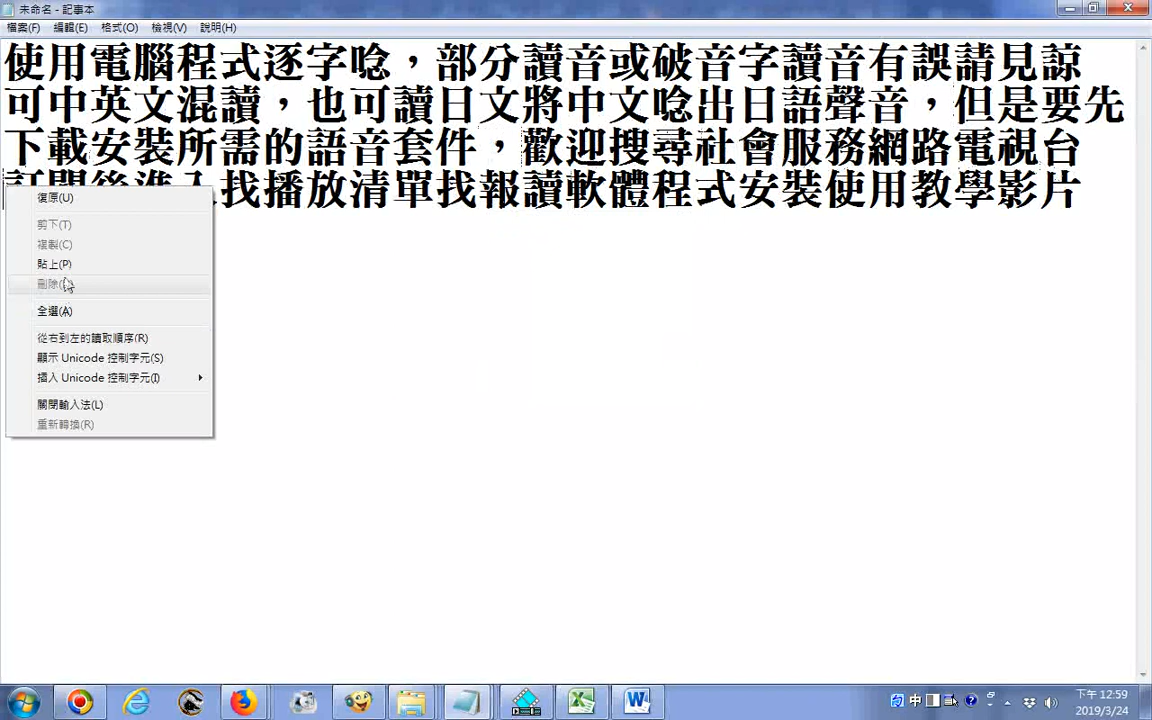 未命名 - 記事本
檔案(F) 編輯(E) 格式(O) 檢視(V) 說明(H)
使用電腦程式逐字唸，部分讀音或破音字讀音有誤請見諒
可中英文混讀，也可讀日文將中文唸出日語聲音，但是要先
下載安裝所需的語音套件，歡迎搜尋社會服務網路電視台
訂閱後進入找播放清單找報讀軟體程式安裝使用教學影片
復原(U)
剪下(T)
複製(C)
貼上(P)
刪除
全選(A)
從右到左的讀取順序(R)
顯示 Unicode 控制字元(S)
插入 Unicode 控制字元(I)
關閉輸入法(L)
重新轉換(R)
中
下午 12:59
2019/3/24